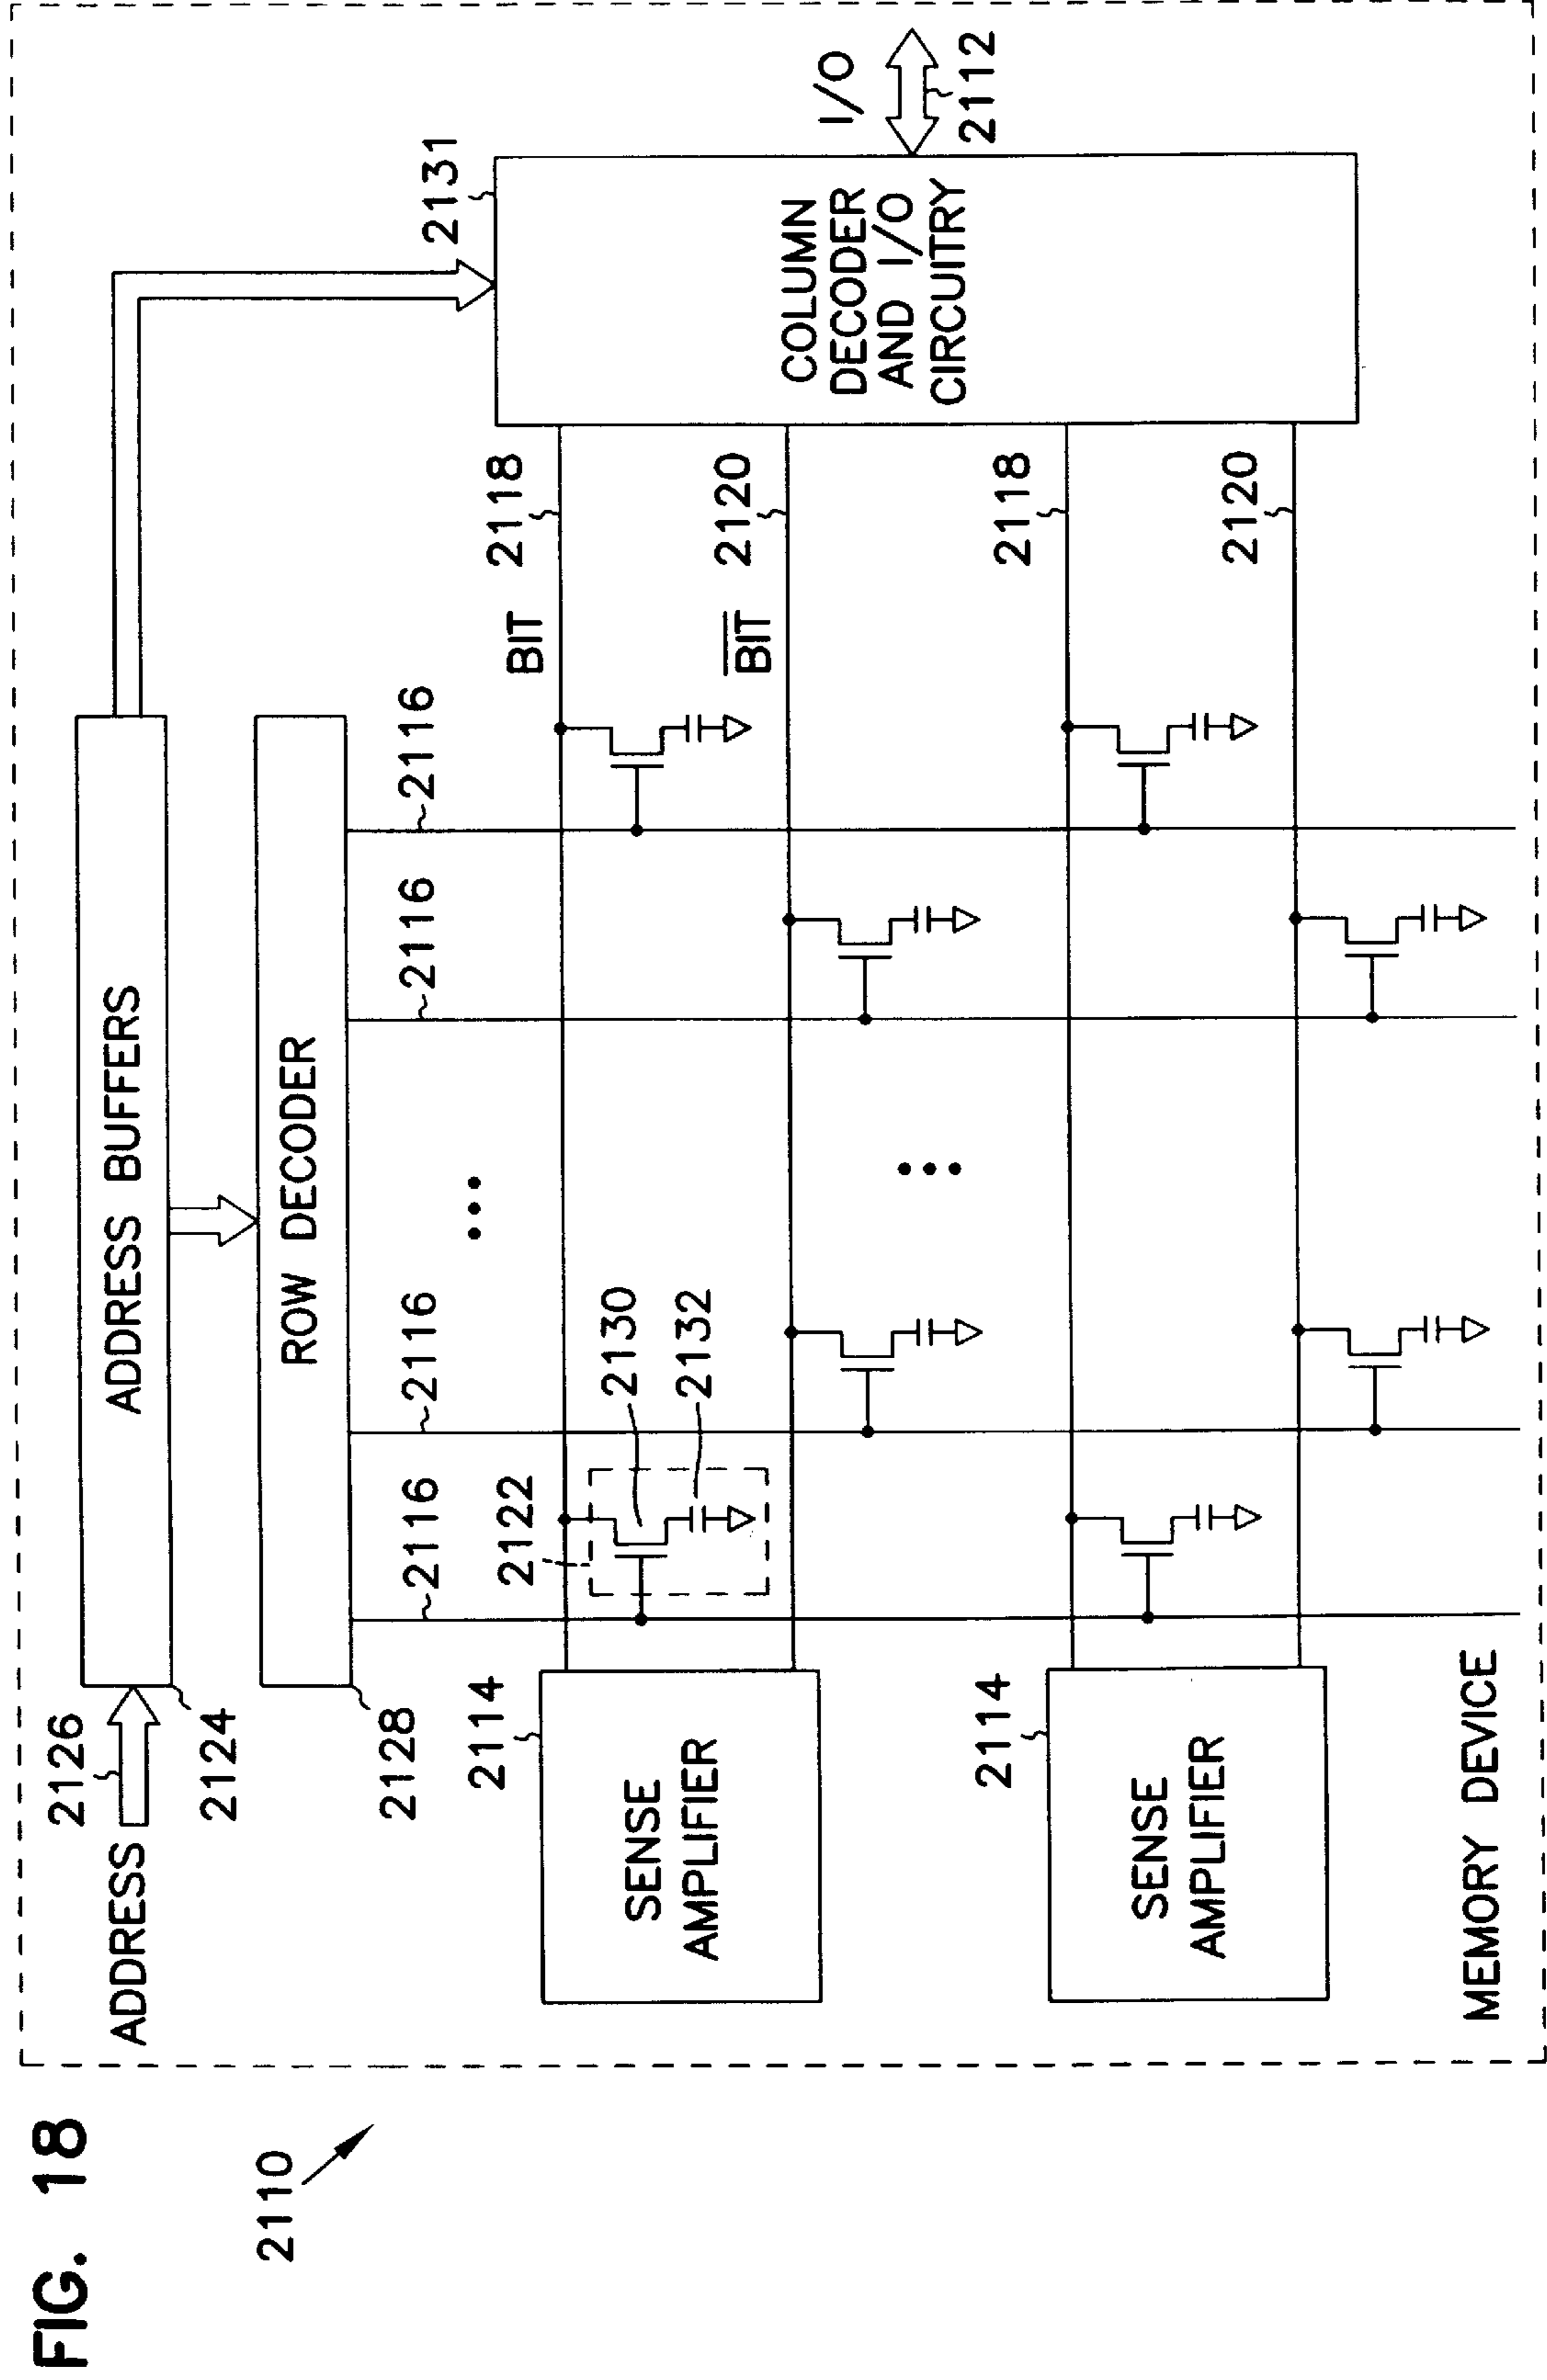 FIG. 18
2110
ADDRESS
2126
2124
ADDRESS BUFFERS
2128
ROW DECODER
2116
2116
2116
2116
2131
2114
SENSE
AMPLIFIER
2122
2130
2132
BIT
2118
BIT
2120
COLUMN
DECODER
AND I/O
CIRCUITRY
I/O
2112
2114
SENSE
AMPLIFIER
2118
2120
MEMORY DEVICE